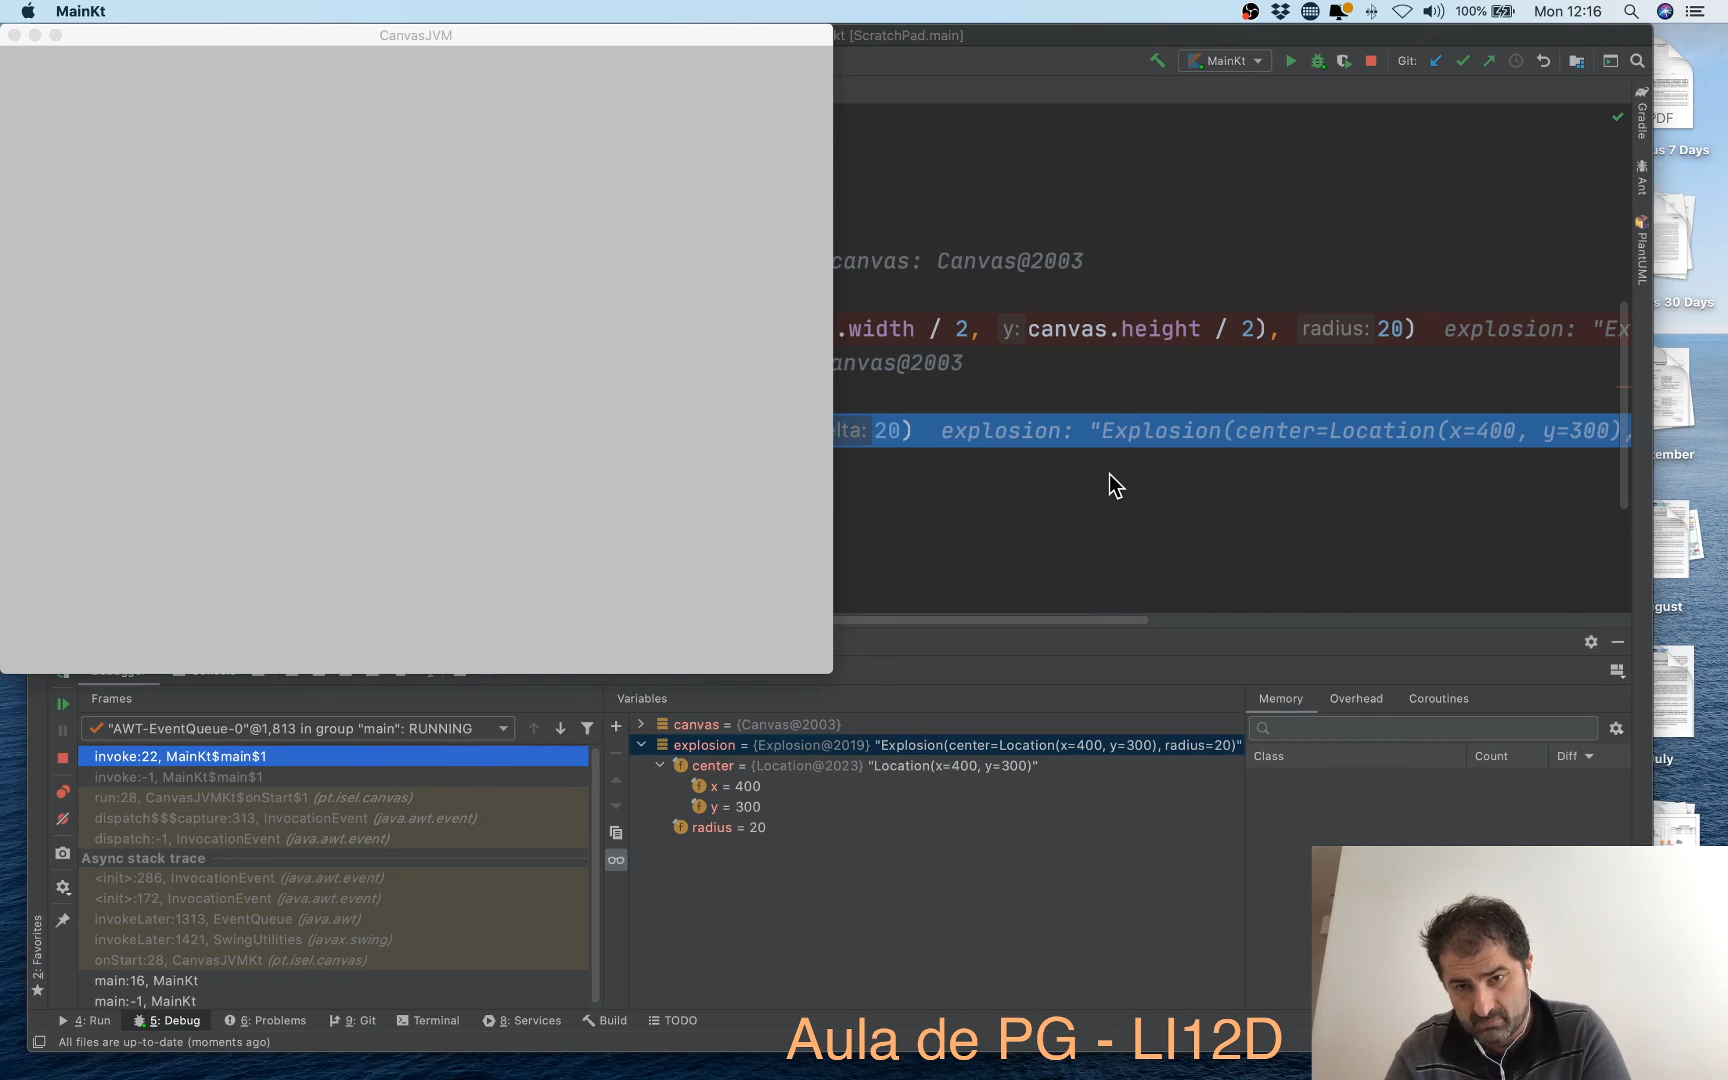 MainKt
100%
Mon 12:16
CanvasJVM
kt [ScratchPad.main]
MainKt
Git:
Gradle
Ant
PlantUML
PDF
us 7 Days
s 30 Days
tember
gust
uly
canvas: Canvas@2003
.width / 2, y: canvas.height / 2), radius: 20) explosion: "Ex
anvas@2003
elta: 20) explosion: "Explosion(center=Location(x=400, y=300),
Frames
Variables
Memory
Overhead
Coroutines
"AWT-EventQueue-0"@1,813 in group "main": RUNNING
invoke:22, MainKt$main$1
invoke:-1, MainKt$main$1
run:28, CanvasJVMKt$onStart$1 (pt.isel.canvas)
dispatch$$$capture:313, InvocationEvent (java.awt.event)
dispatch:-1, InvocationEvent (java.awt.event)
Async stack trace
<init>:286, InvocationEvent (java.awt.event)
<init>:172, InvocationEvent (java.awt.event)
invokeLater:1313, EventQueue (java.awt)
invokeLater:1421, SwingUtilities (javax.swing)
onStart:28, CanvasJVMKt (pt.isel.canvas)
main:16, MainKt
main:-1, MainKt
canvas = {Canvas@2003}
explosion = {Explosion@2019} "Explosion(center=Location(x=400, y=300), radius=20)"
center = {Location@2023} "Location(x=400, y=300)"
x = 400
y = 300
radius = 20
Class
Count
Diff
2: Favorites
4: Run
5: Debug
6: Problems
9: Git
Terminal
8: Services
Build
TODO
All files are up-to-date (moments ago)
Aula de PG - LI12D